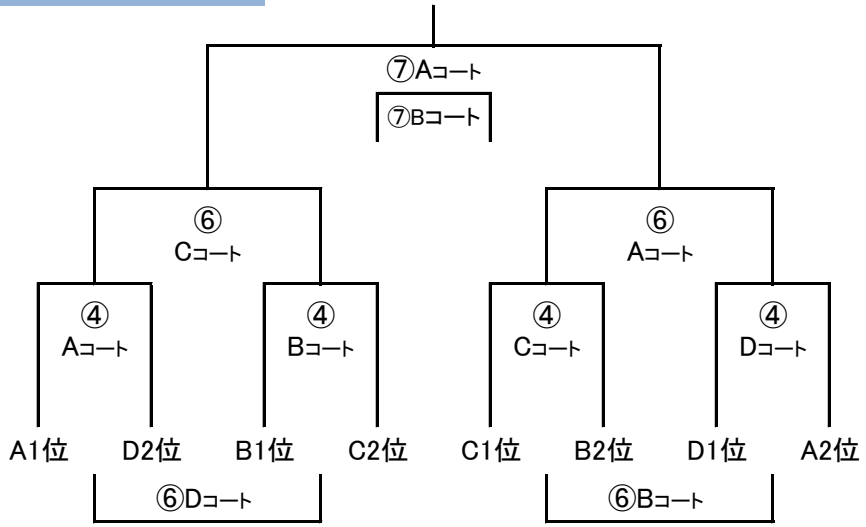 ⑦Aコート
⑦Bコート
⑥ ⑥
Cコート Aコート
④ ④ ④ ④
Aコート Bコート Cコート Dコート
A1位 D2位 B1位 C2位 C1位 B2位 D1位 A2位
⑥Dコート ⑥Bコート